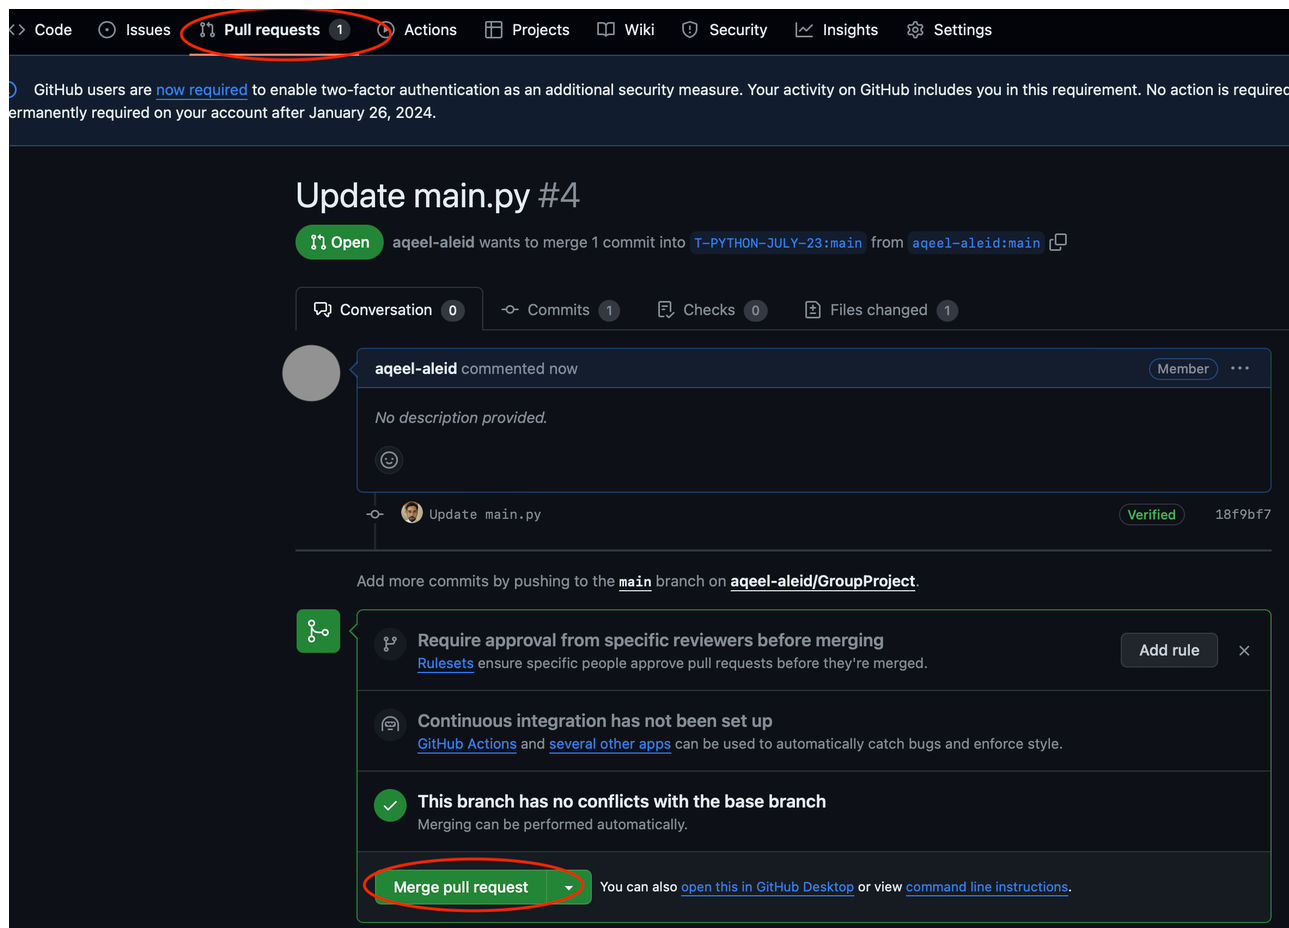 Code Issues Pull requests 1 Actions Projects Wiki Security Insights Settings
GitHub users are now required to enable two-factor authentication as an additional security measure. Your activity on GitHub includes you in this requirement. No action is required
ermanently required on your account after January 26, 2024.
Update main.py #4
Open aqeel-aleid wants to merge 1 commit into T-PYTHON-JULY-23:main from aqeel-aleid:main
Conversation 0 Commits 1 Checks 0 Files changed 1
aqeel-aleid commented now Member
No description provided.
Update main.py Verified 18f9bf7
Add more commits by pushing to the main branch on aqeel-aleid/GroupProject.
Require approval from specific reviewers before merging
Rulesets ensure specific people approve pull requests before they're merged.
Add rule
Continuous integration has not been set up
GitHub Actions and several other apps can be used to automatically catch bugs and enforce style.
This branch has no conflicts with the base branch
Merging can be performed automatically.
Merge pull request You can also open this in GitHub Desktop or view command line instructions.